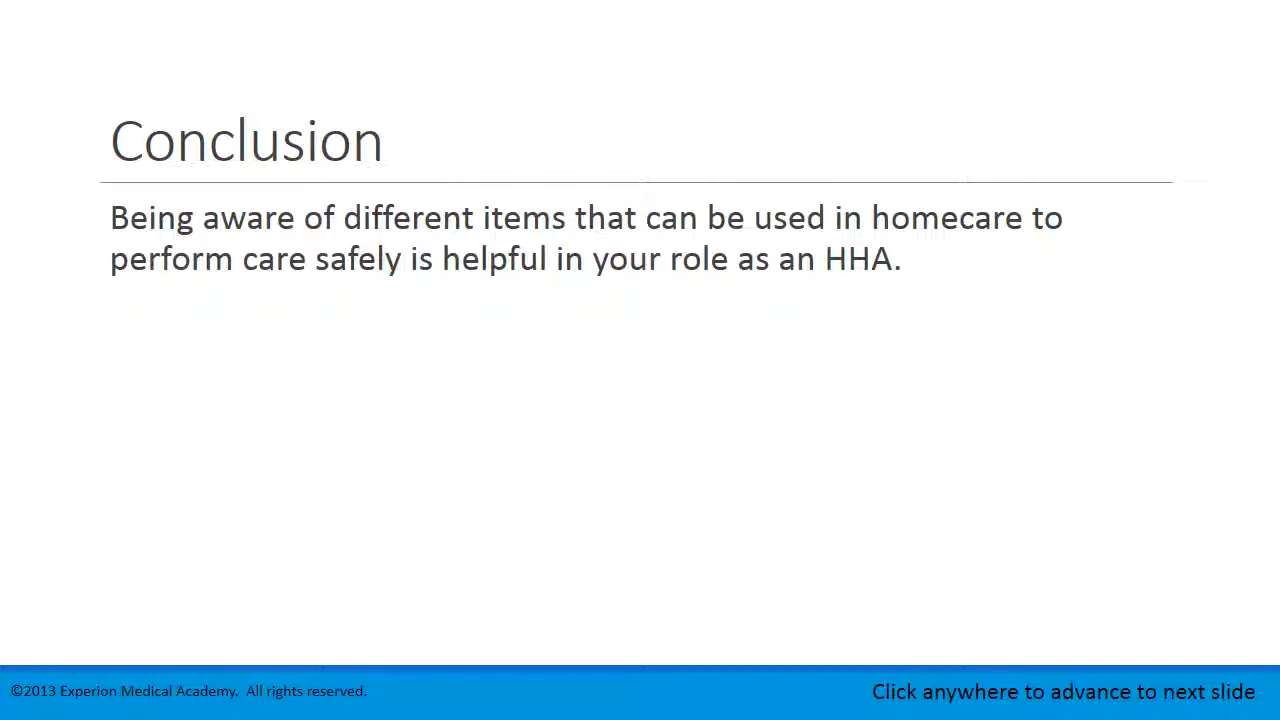 Conclusion
Being aware of different items that can be used in homecare to
perform care safely is helpful in your role as an HHA.
©2013 Experion Medical Academy.  All rights reserved.
Click anywhere to advance to next slide